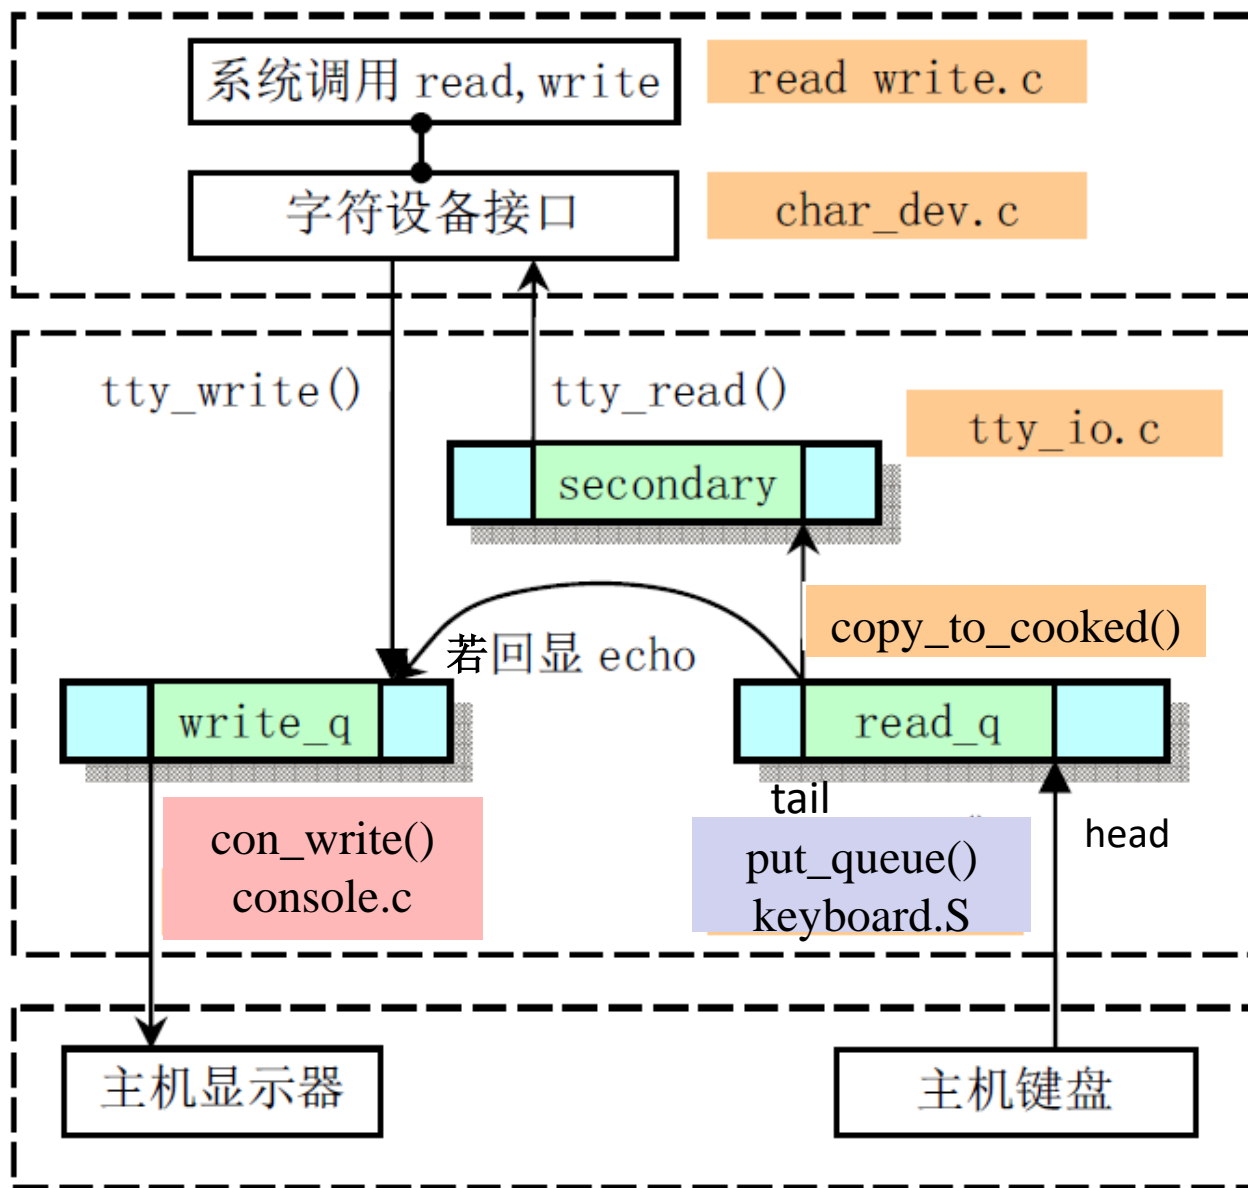 系统调用 read, write
read write.c
字符设备接口
char_dev.c
tty_write()
tty_read()
tty_io.c
secondary
copy_to_cooked()
若回显 echo
write_q
read_q
tail
head
con_write()
console.c
put_queue()
keyboard.S
主机显示器
主机键盘